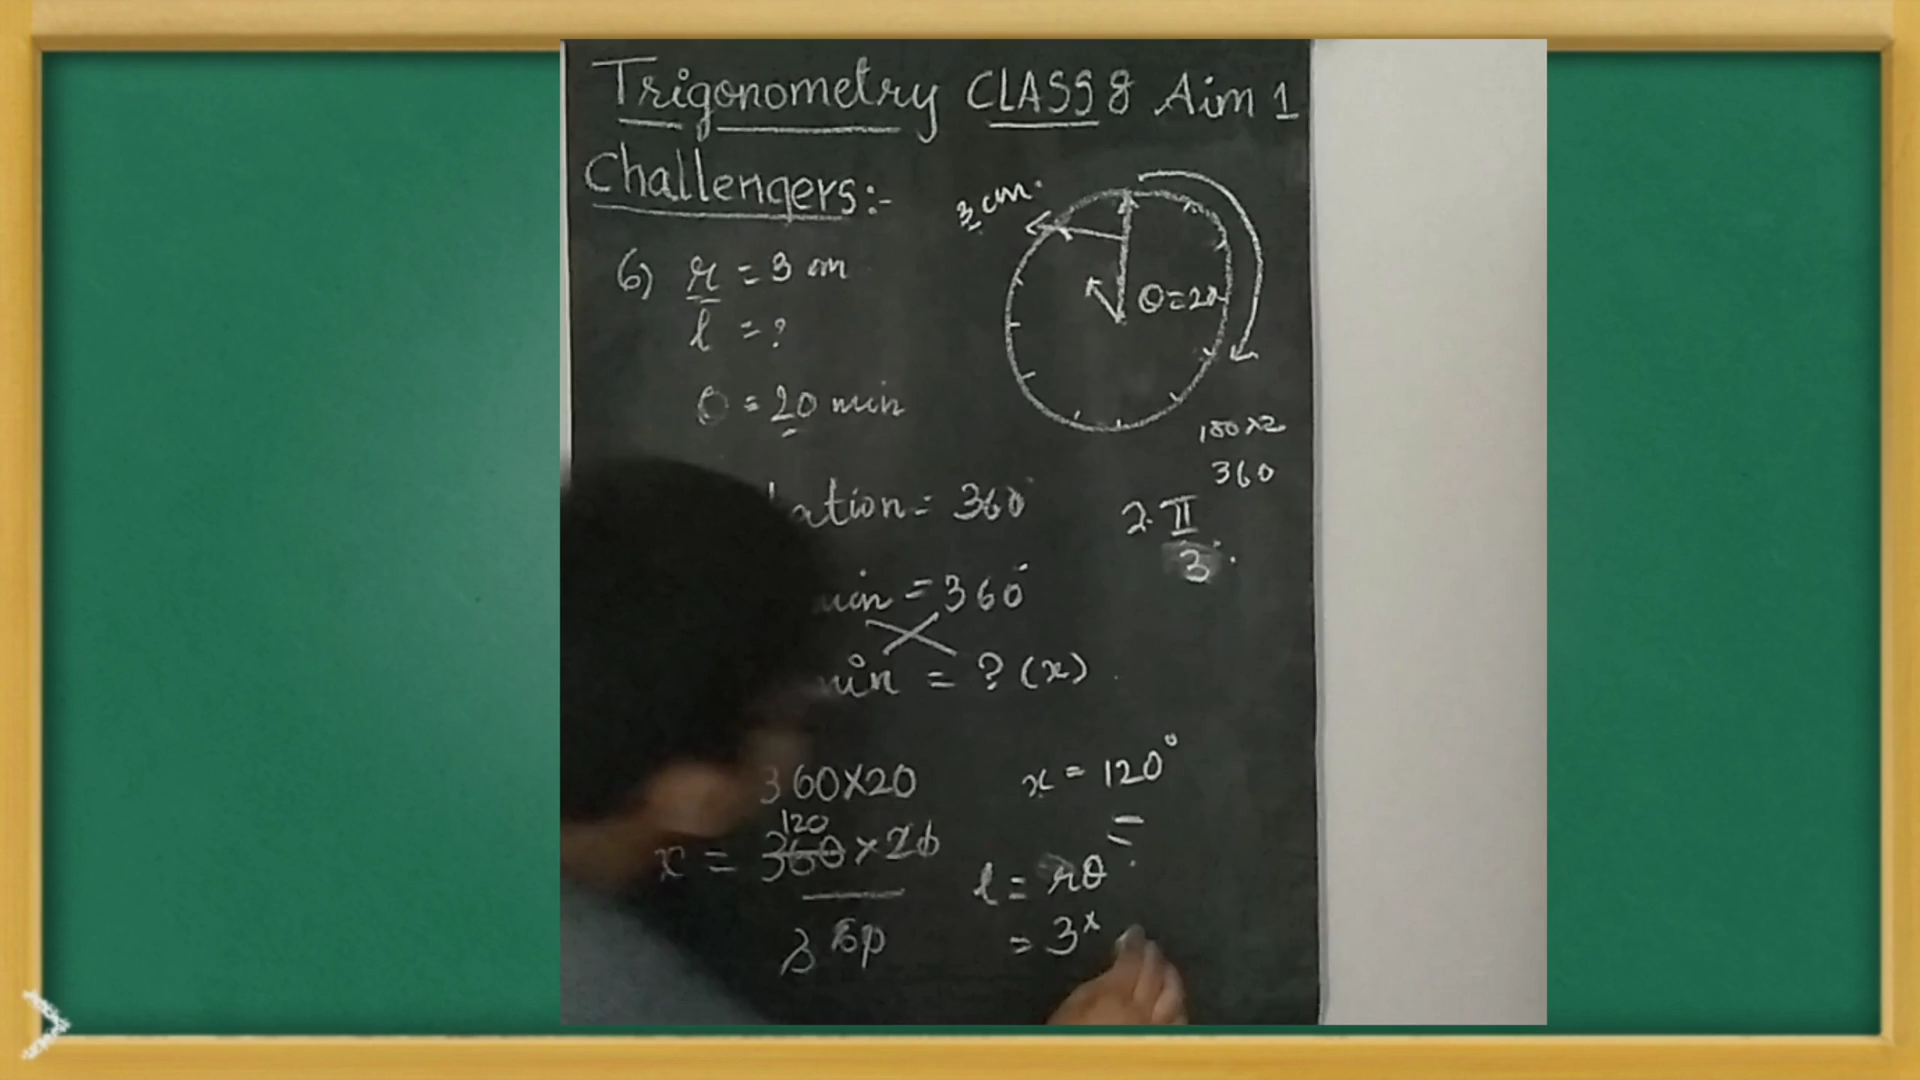 Trigonometry CLASS 8 Aim 1
Challengers:-
3 cm.
6) r = 3 cm
l = ?
θ = 20
θ = 20 min
180×2
360
ation = 360°
2. π
3
min = 360°
min = ? (x)
360×20
x = 120°
120
x = 360×20
l = rθ
= 3×